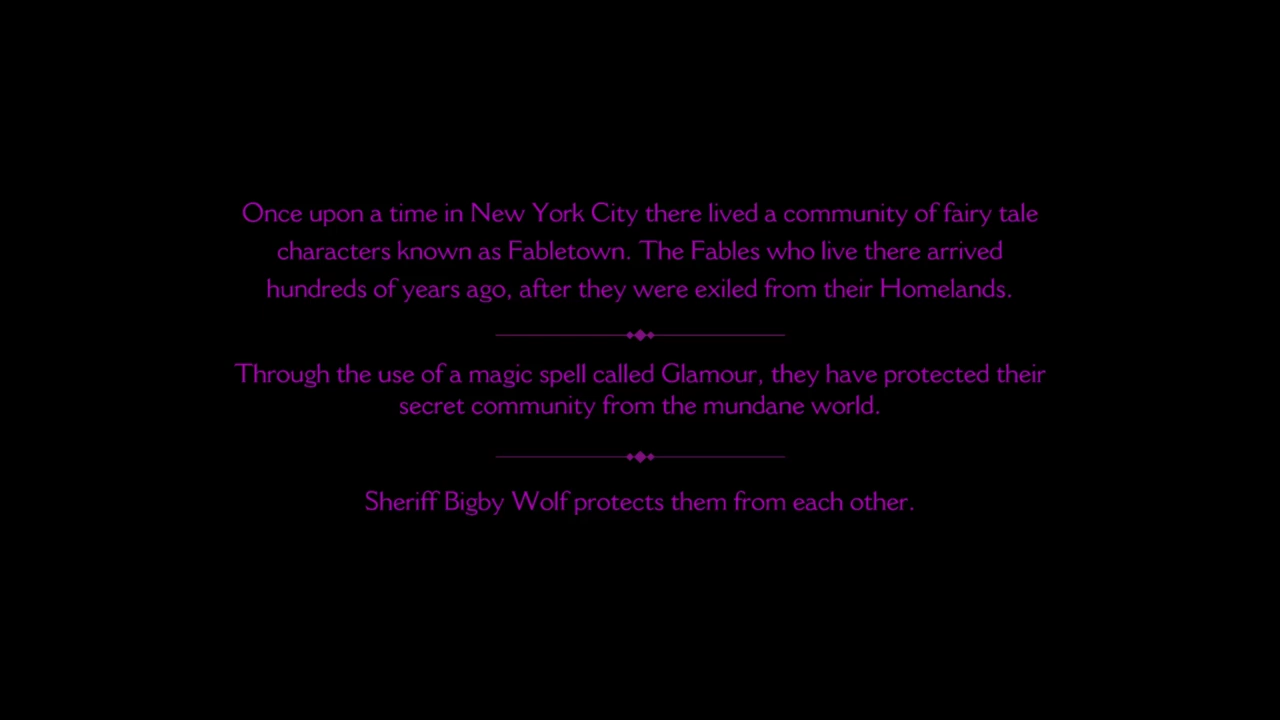 Once upon a time in New York City there lived a community of fairy tale
characters known as Fabletown. The Fables who live there arrived
hundreds of years ago, after they were exiled from their Homelands.
Through the use of a magic spell called Glamour, they have protected their
secret community from the mundane world.
Sheriff Bigby Wolf protects them from each other.